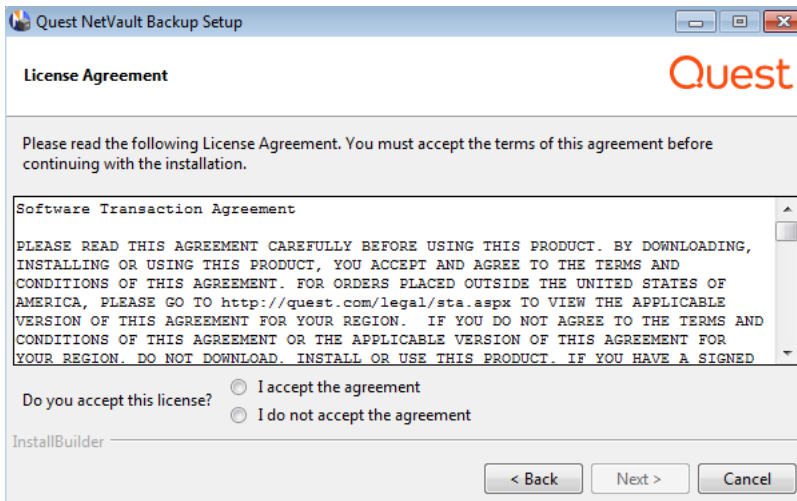 Quest NetVault Backup Setup
License Agreement
Quest
Please read the following License Agreement. You must accept the terms of this agreement before
continuing with the installation.
Software Transaction Agreement
PLEASE READ THIS AGREEMENT CAREFULLY BEFORE USING THIS PRODUCT. BY DOWNLOADING,
INSTALLING OR USING THIS PRODUCT, YOU ACCEPT AND AGREE TO THE TERMS AND
CONDITIONS OF THIS AGREEMENT. FOR ORDERS PLACED OUTSIDE THE UNITED STATES OF
AMERICA, PLEASE GO TO http://quest.com/legal/sta.aspx TO VIEW THE APPLICABLE
VERSION OF THIS AGREEMENT FOR YOUR REGION.  IF YOU DO NOT AGREE TO THE TERMS AND
CONDITIONS OF THIS AGREEMENT OR THE APPLICABLE VERSION OF THIS AGREEMENT FOR
YOUR REGION, DO NOT DOWNLOAD, INSTALL OR USE THIS PRODUCT. IF YOU HAVE A SIGNED
Do you accept this license?
I accept the agreement
I do not accept the agreement
InstallBuilder
< Back
Next >
Cancel